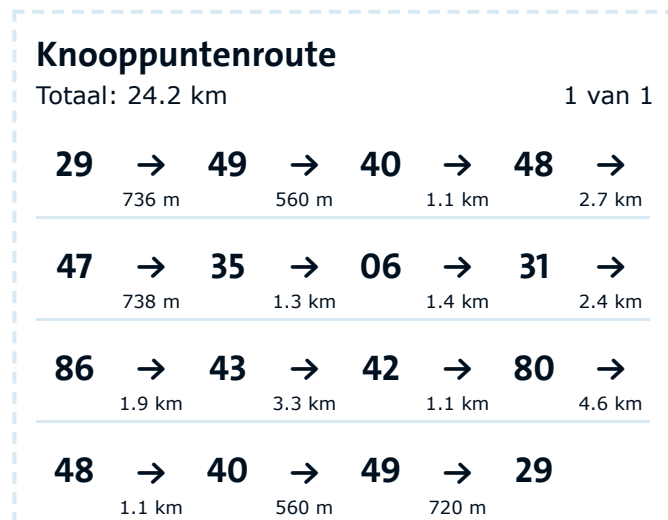 Knooppuntenroute
Totaal: 24.2 km 1 van 1
29 → 49 → 40 → 48 →
736 m 560 m 1.1 km 2.7 km
47 → 35 → 06 → 31 →
738 m 1.3 km 1.4 km 2.4 km
86 → 43 → 42 → 80 →
1.9 km 3.3 km 1.1 km 4.6 km
48 → 40 → 49 → 29
1.1 km 560 m 720 m